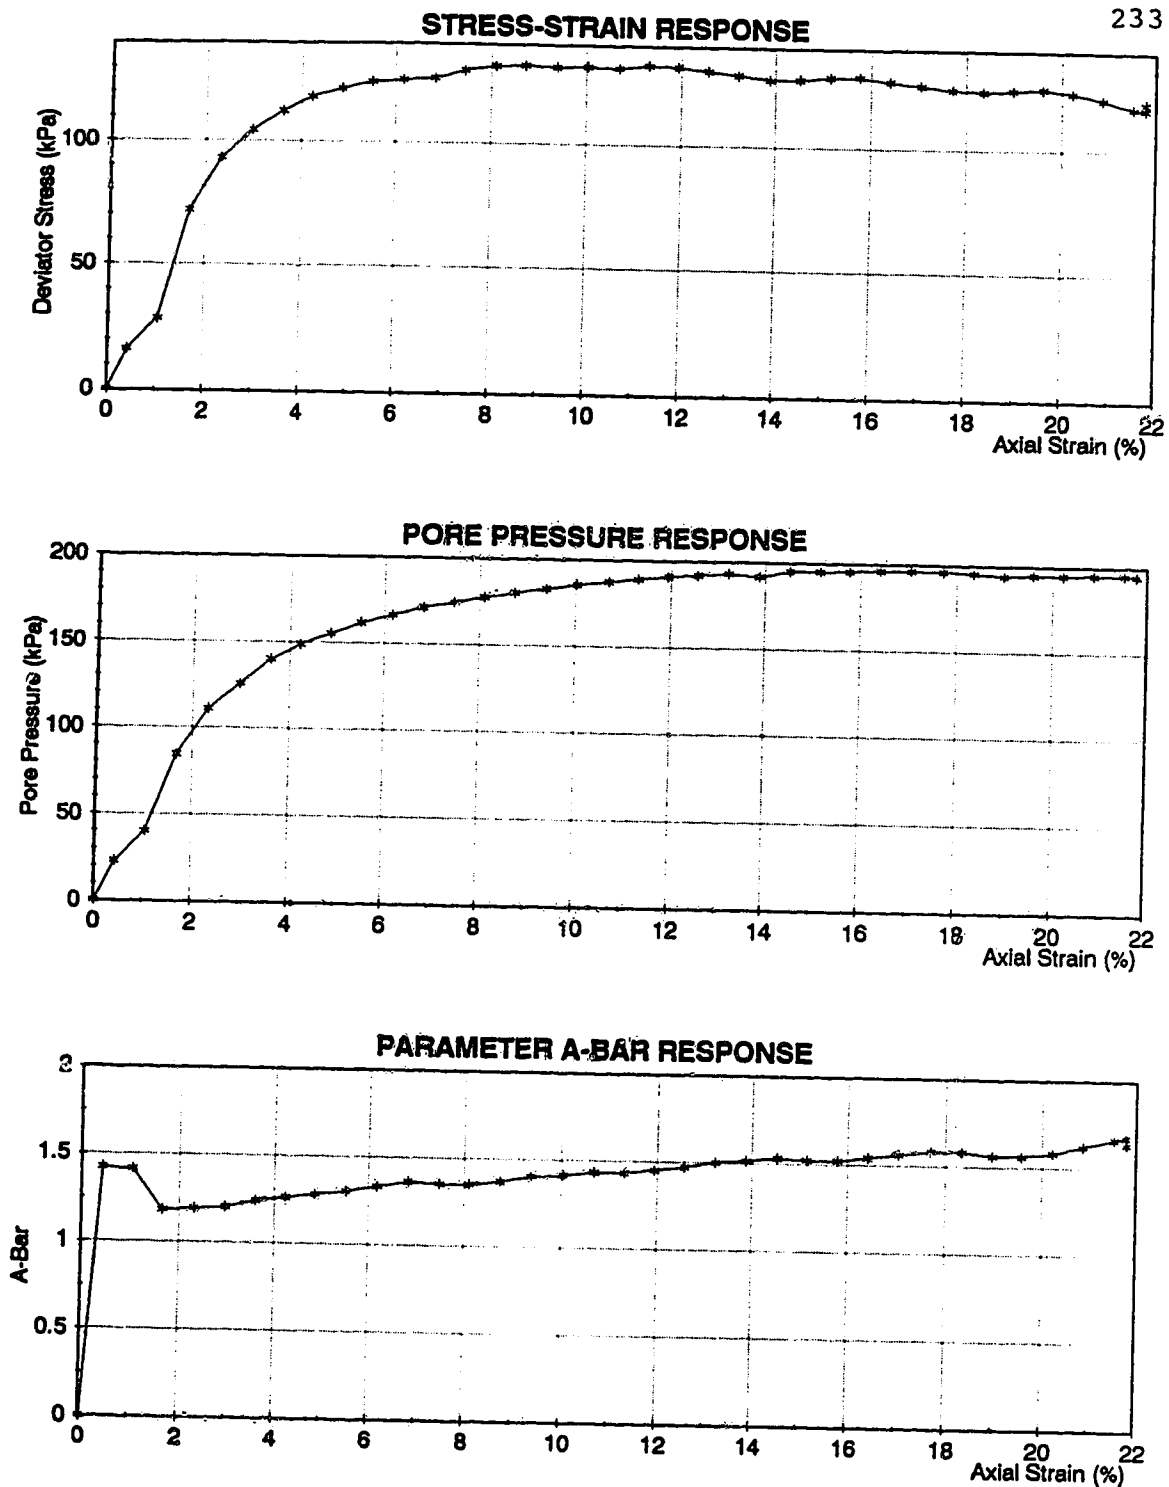 233
STRESS-STRAIN RESPONSE
Deviator Stress (kPa)
100
50
0
0 2 4 6 8 10 12 14 16 18 20 22
Axial Strain (%)
PORE PRESSURE RESPONSE
Pore Pressure (kPa)
200
150
100
50
0
0 2 4 6 8 10 12 14 16 18 20 22
Axial Strain (%)
PARAMETER A-BAR RESPONSE
A-Bar
2
1.5
1
0.5
0
0 2 4 6 8 10 12 14 16 18 20 22
Axial Strain (%)